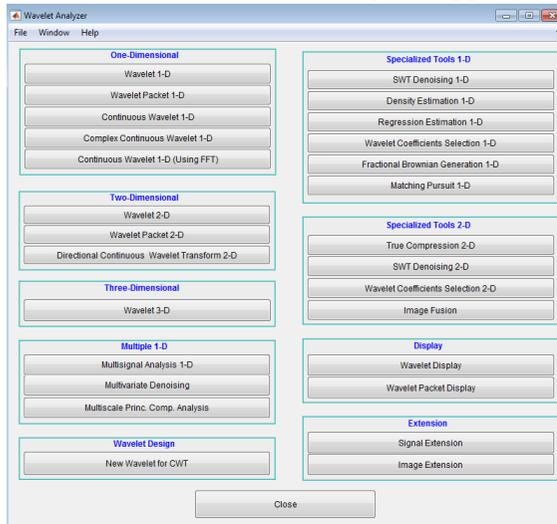 Wavelet Analyzer
File Window Help
One-Dimensional
Wavelet 1-D
Wavelet Packet 1-D
Continuous Wavelet 1-D
Complex Continuous Wavelet 1-D
Continuous Wavelet 1-D (Using FFT)
Two-Dimensional
Wavelet 2-D
Wavelet Packet 2-D
Directional Continuous Wavelet Transform 2-D
Three-Dimensional
Wavelet 3-D
Multiple 1-D
Multisignal Analysis 1-D
Multivariate Denoising
Multiscale Princ. Comp. Analysis
Wavelet Design
New Wavelet for CWT
Specialized Tools 1-D
SWT Denoising 1-D
Density Estimation 1-D
Regression Estimation 1-D
Wavelet Coefficients Selection 1-D
Fractional Brownian Generation 1-D
Matching Pursuit 1-D
Specialized Tools 2-D
True Compression 2-D
SWT Denoising 2-D
Wavelet Coefficients Selection 2-D
Image Fusion
Display
Wavelet Display
Wavelet Packet Display
Extension
Signal Extension
Image Extension
Close